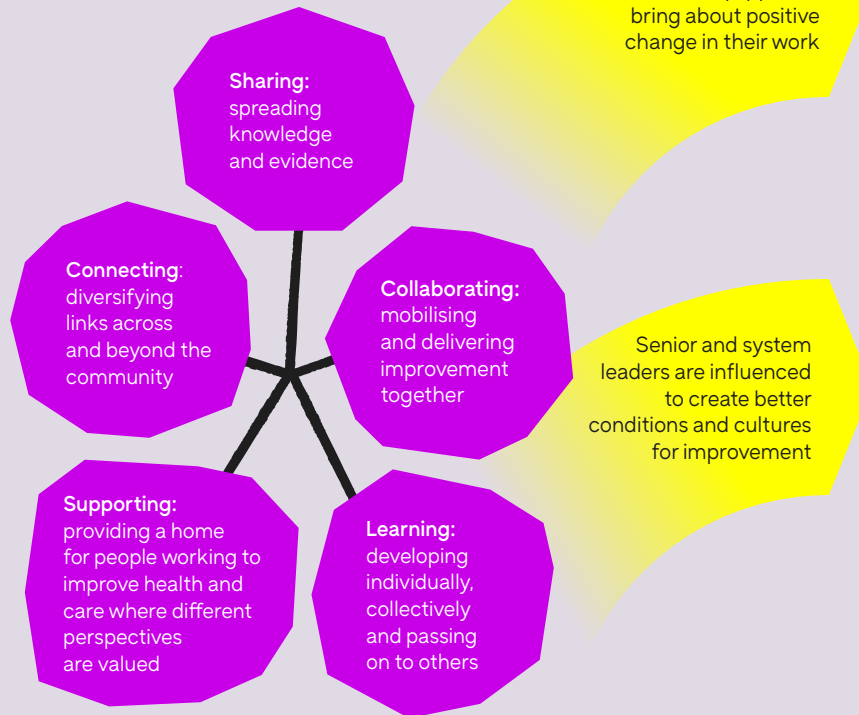 bring about positive
change in their work
Sharing:
spreading
knowledge
and evidence
Connecting:
diversifying
links across
and beyond the
community
Collaborating:
mobilising
and delivering
improvement
together
Senior and system
leaders are influenced
to create better
conditions and cultures
for improvement
Supporting:
providing a home
for people working to
improve health and
care where different
perspectives
are valued
Learning:
developing
individually,
collectively
and passing
on to others